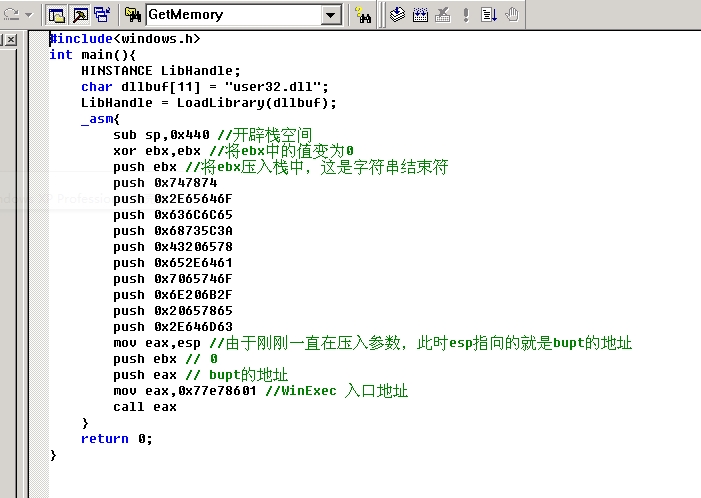 GetMemory
#include<windows.h>
int main(){
HINSTANCE LibHandle;
char dllbuf[11] = "user32.dll";
LibHandle = LoadLibrary(dllbuf);
_asm{
sub sp,0x440 //开辟栈空间
xor ebx,ebx //将ebx中的值变为0
push ebx //将ebx压入栈中，这是字符串结束符
push 0x747874
push 0x2E65646F
push 0x636C6C65
push 0x68735C3A
push 0x43206578
push 0x652E6461
push 0x7065746F
push 0x6E206B2F
push 0x20657865
push 0x2E646D63
mov eax,esp //由于刚刚一直在压入参数，此时esp指向的就是bupt的地址
push ebx // 0
push eax // bupt的地址
mov eax,0x77e78601 //WinExec 入口地址
call eax
}
return 0;
}